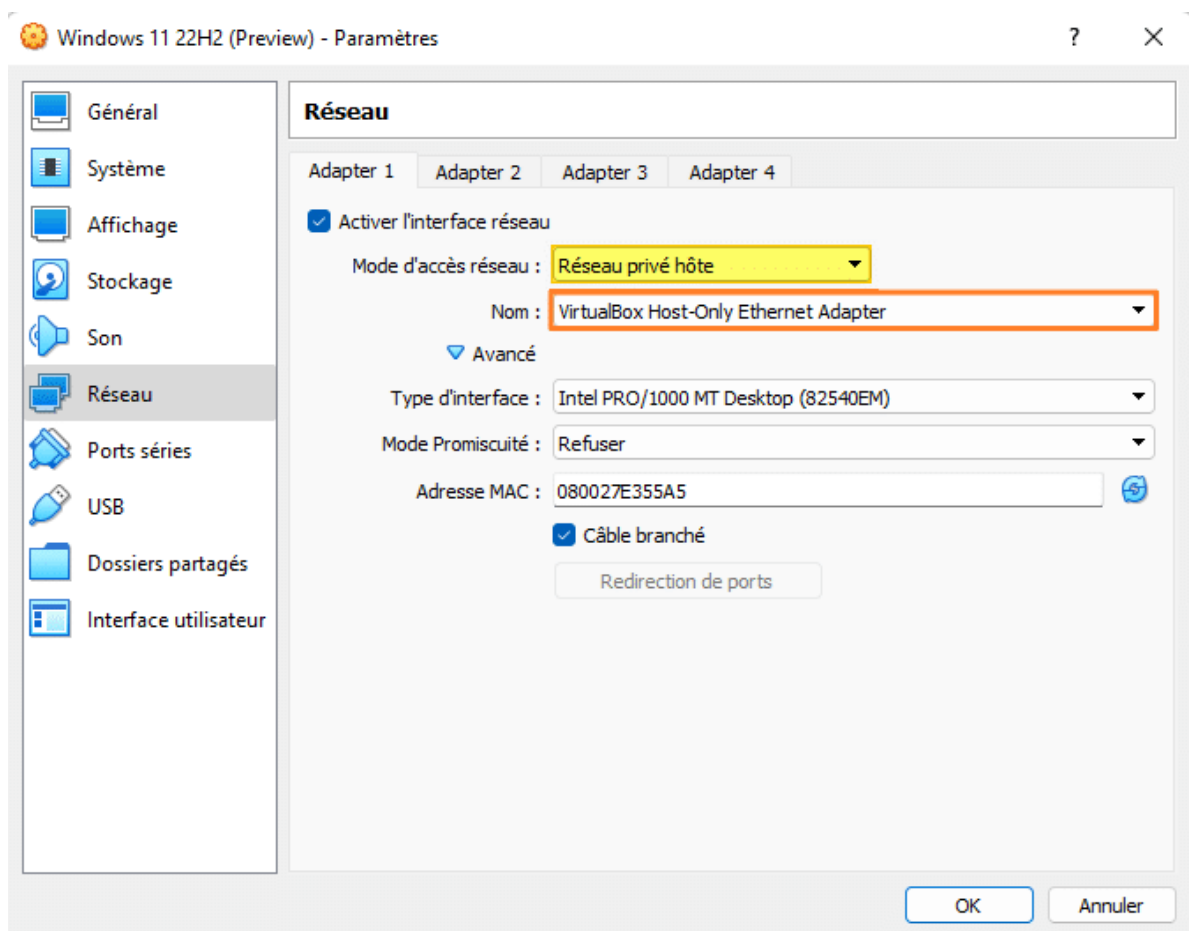 Windows 11 22H2 (Preview) - Paramètres
?
Général
Système
Affichage
Stockage
Son
Réseau
Ports séries
USB
Dossiers partagés
Interface utilisateur
Réseau
Adapter 1 Adapter 2 Adapter 3 Adapter 4
Activer l'interface réseau
Mode d'accès réseau : Réseau privé hôte
Nom : VirtualBox Host-Only Ethernet Adapter
Avancé
Type d'interface : Intel PRO/1000 MT Desktop (82540EM)
Mode Promiscuité : Refuser
Adresse MAC : 080027E355A5
Câble branché
Redirection de ports
OK Annuler